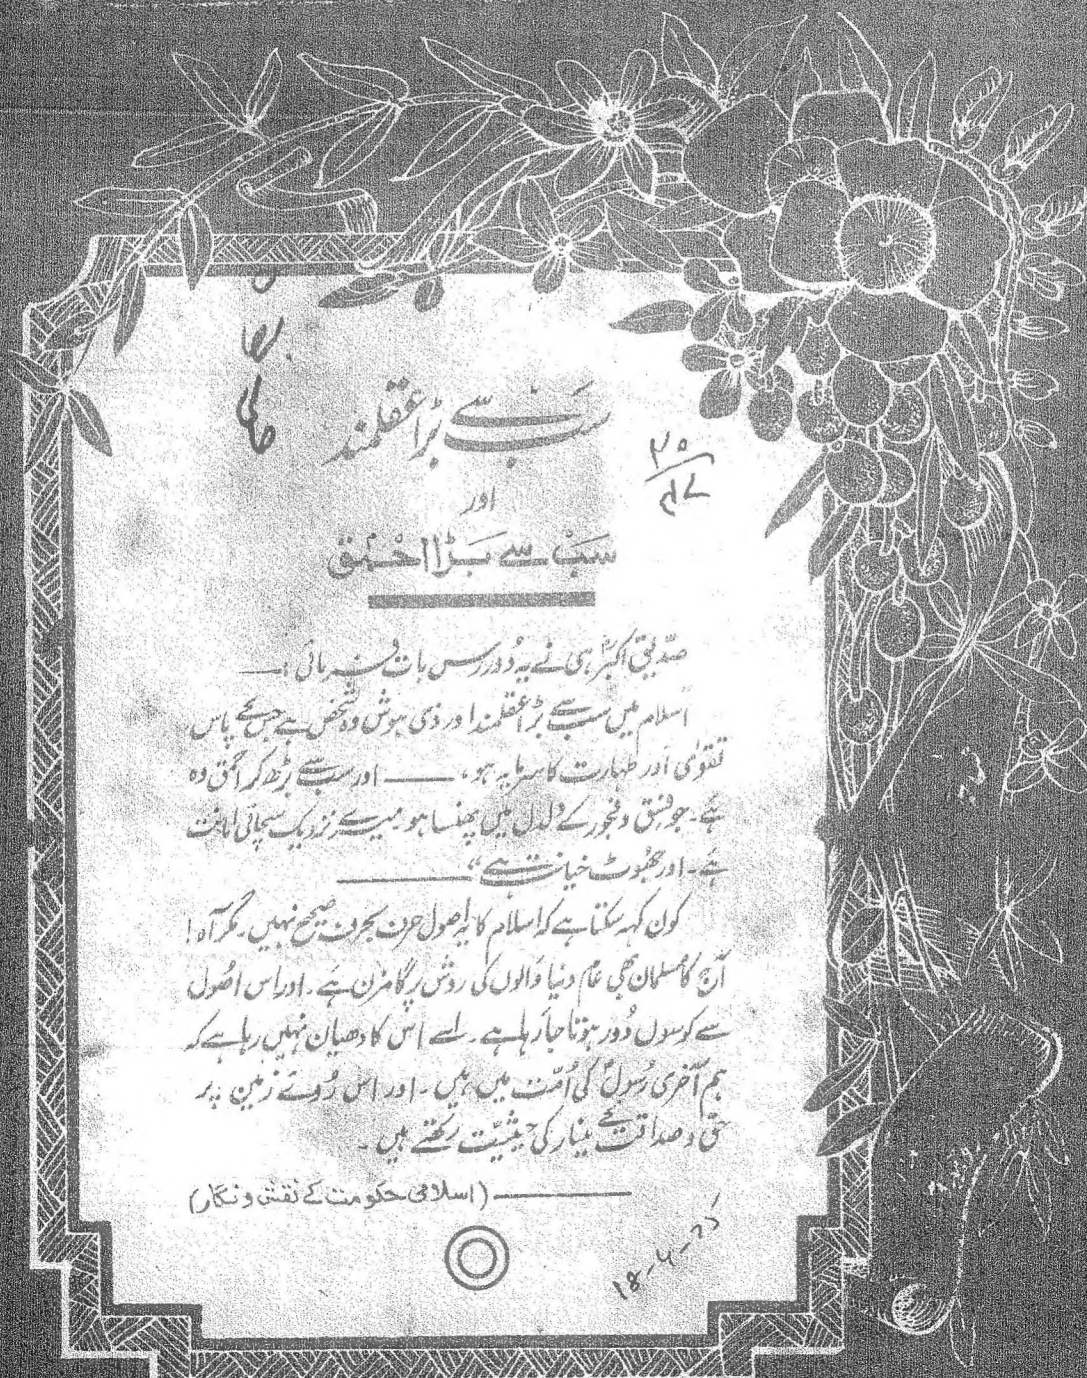 سب سے بڑا عقلمند
اور
سب سے بڑا احمق
صدیق اکبرؓ ہی نے یہ دُور رس بات فرمائی :—
اسلام میں سب سے بڑا عقلمند اور ذی ہوش وہ شخص ہے جس کے پاس
تقویٰ اور طہارت کا سرمایہ ہو، —— اور سب سے بڑھ کر احمق وہ
ہے۔ جو فسق و فجور کے دلدل میں پھنسا ہو۔ میرے نزدیک سچائی امانت
ہے۔ اور جھوٹ خیانت ہے“ ————
کون کہہ سکتا ہے کہ اسلام کا یہ اصول حرف بحرف صحیح نہیں۔ مگر آہ!
آج کا مسلمان بھی عام دنیا والوں کی روش پر گامزن ہے۔ اور اس اصول
سے کوسوں دُور ہوتا جا رہا ہے۔ اسے اس کا دھیان نہیں رہا ہے کہ
ہم آخری رسولؐ کی اُمّت میں ہیں۔ اور اس رُوئے زمین پر
حق و صداقت کے مینار کی حیثیت رکھتے ہیں۔
———— (اسلامی حکومت کے نقش و نگار)